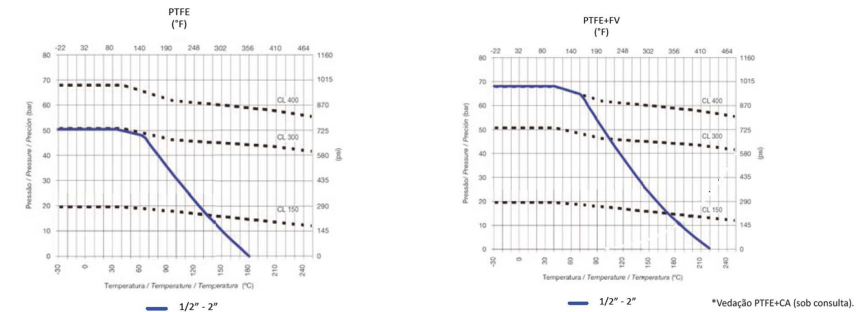 PTFE
(°F)
-22 32 80 140 190 248 302 356 410 464
80 70 60 50 40 30 20 10 0
1160 1015 870 725 580 435 290 145 0
CL 400
CL 300
CL 150
Pressão / Pressure / Preción (bar)
(psi)
-30 0 30 60 90 120 150 180 210 240
Temperatura / Temperature / Temperatura (°C)
1/2" - 2"
PTFE+FV
(°F)
-22 32 80 140 190 248 302 356 410 464
80 70 60 50 40 30 20 10 0
1160 1015 870 725 580 435 290 145 0
CL 400
CL 300
CL 150
Pressão/ Pressure / Preción (bar)
(psi)
-30 0 30 60 90 120 150 180 210 240
Temperatura / Temperature / Temperatura (°C)
1/2" - 2"
*Vedação PTFE+CA (sob consulta).